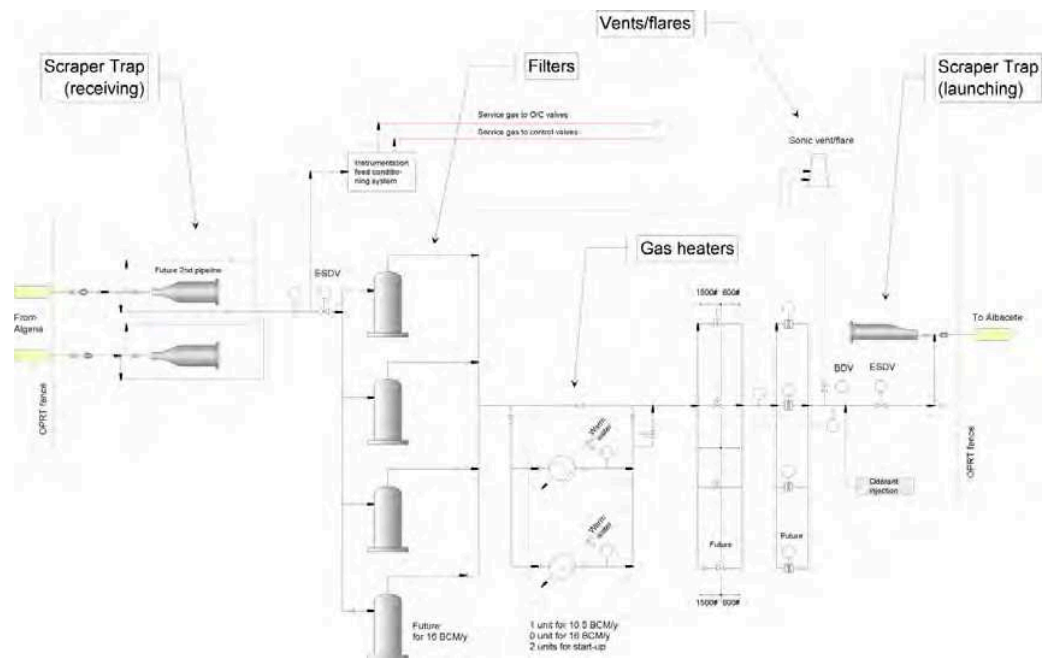 Vents/flares
Scraper Trap
(receiving)
Filters
Scraper Trap
(launching)
Service gas to O/C valves
Service gas to control valves
Sonic vent/flare
Instrumentation
feed conditio-
ning system
Gas heaters
Future 2nd pipeline
ESDV
1500# 600#
From
Algeria
To Albacete
BDV
ESDV
OPRT fence
Warm
water
OPRT fence
Odorant
injection
Warm
water
Future
Future
1500# 600#
Future
for 16 BCM/y
1 unit for 10.5 BCM/y
0 unit for 16 BCM/y
2 units for start-up